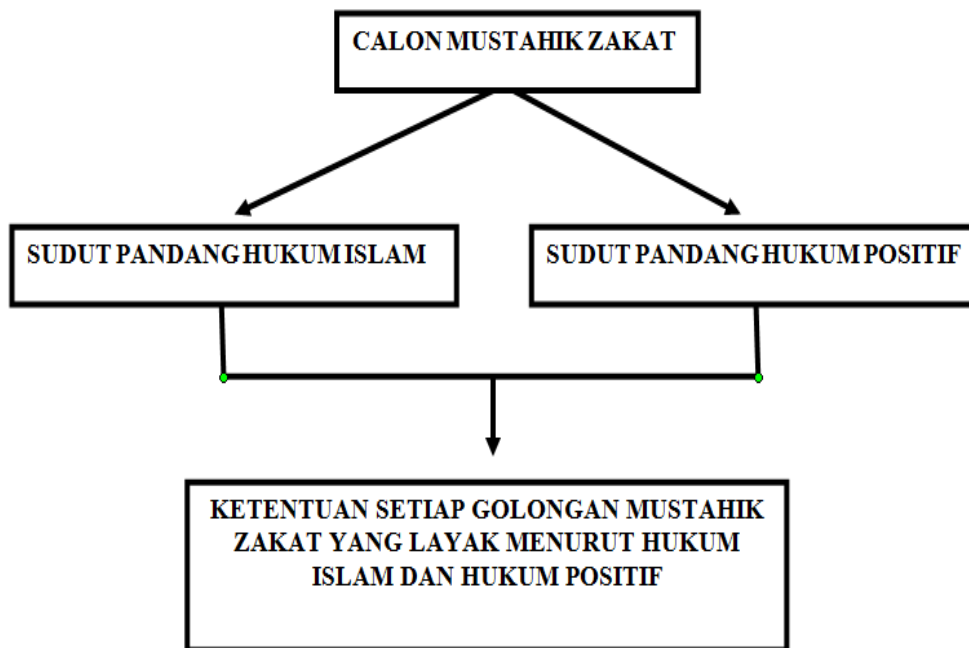 CALON MUSTAHIK ZAKAT
SUDUT PANDANG HUKUM ISLAM
SUDUT PANDANG HUKUM POSITIF
KETENTUAN SETIAP GOLONGAN MUSTAHIK
ZAKAT YANG LAYAK MENURUT HUKUM
ISLAM DAN HUKUM POSITIF